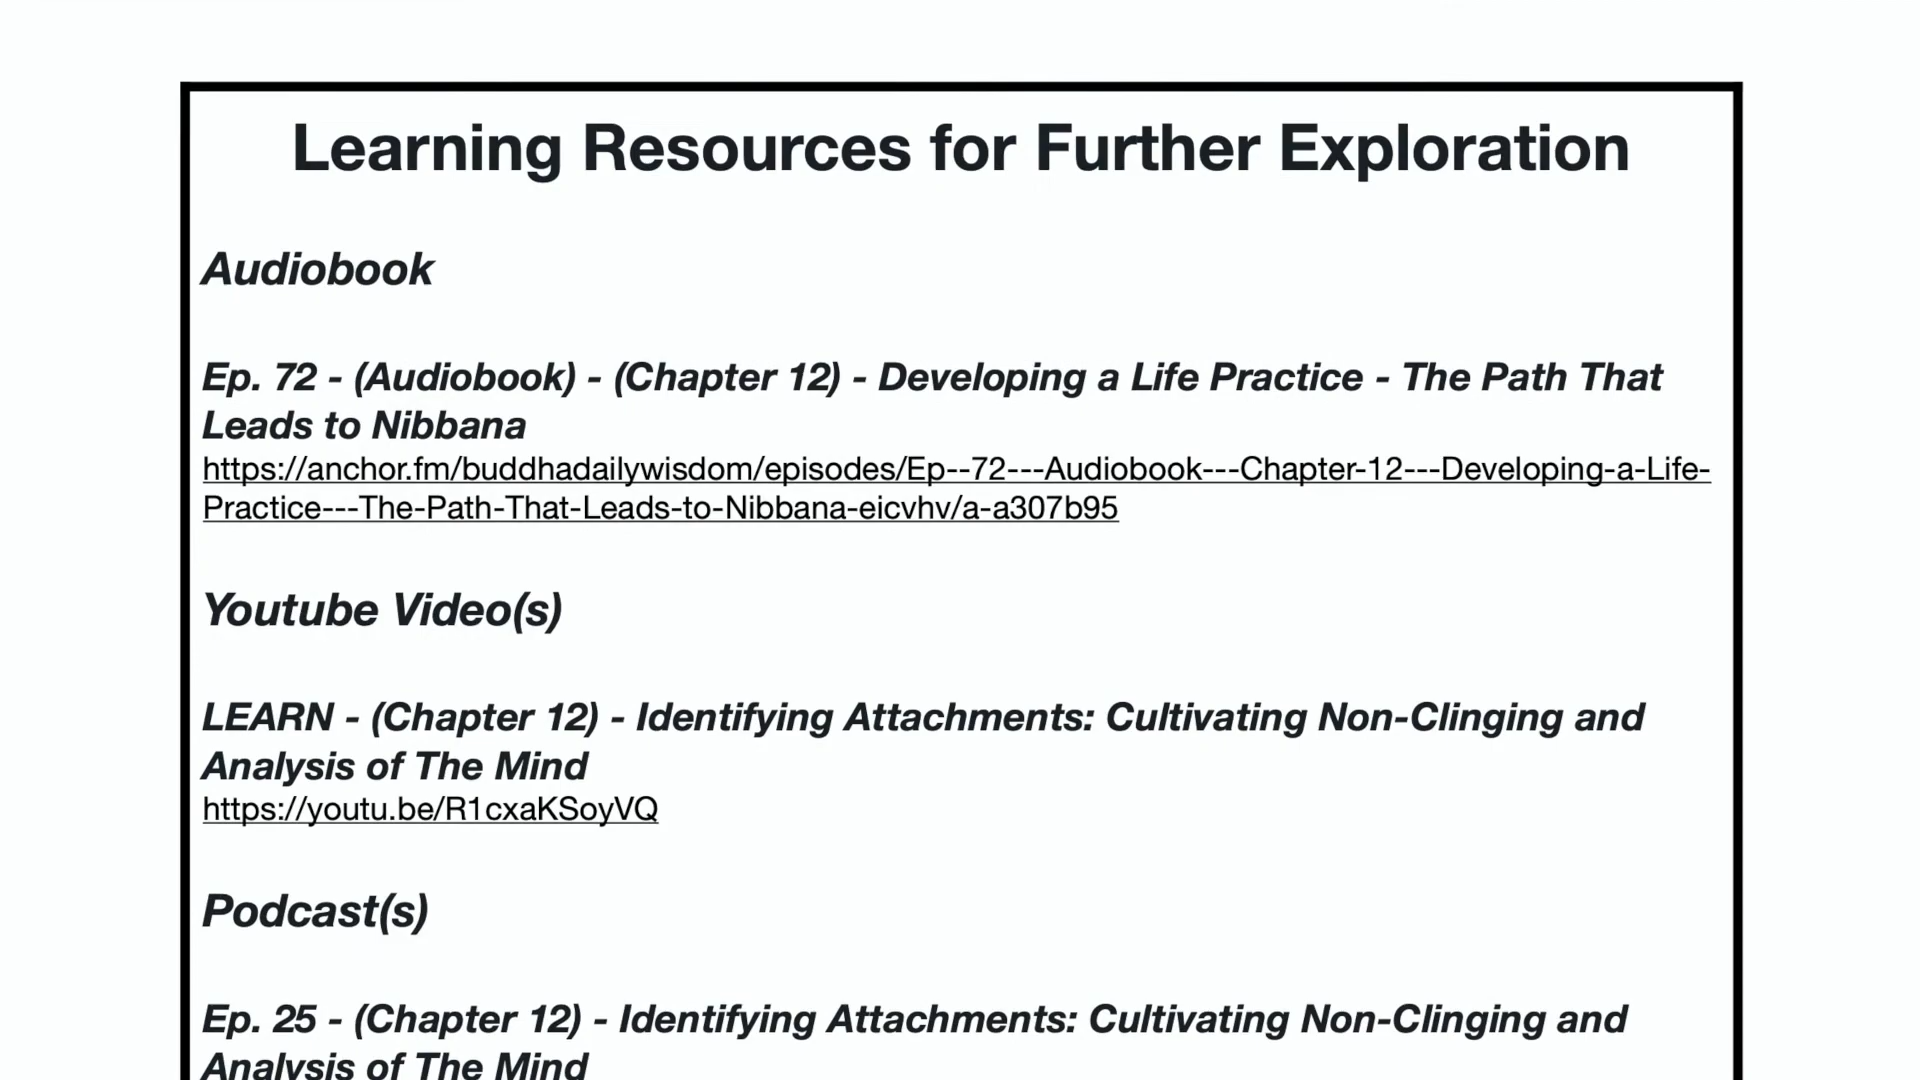 Learning Resources for Further Exploration
Audiobook
Ep. 72 - (Audiobook) - (Chapter 12) - Developing a Life Practice - The Path That
Leads to Nibbana
https://anchor.fm/buddhadailywisdom/episodes/Ep--72---Audiobook---Chapter-12---Developing-a-Life-
Practice---The-Path-That-Leads-to-Nibbana-eicvhv/a-a307b95
Youtube Video(s)
LEARN - (Chapter 12) - Identifying Attachments: Cultivating Non-Clinging and
Analysis of The Mind
https://youtu.be/R1cxaKSoyVQ
Podcast(s)
Ep. 25 - (Chapter 12) - Identifying Attachments: Cultivating Non-Clinging and
Analysis of The Mind